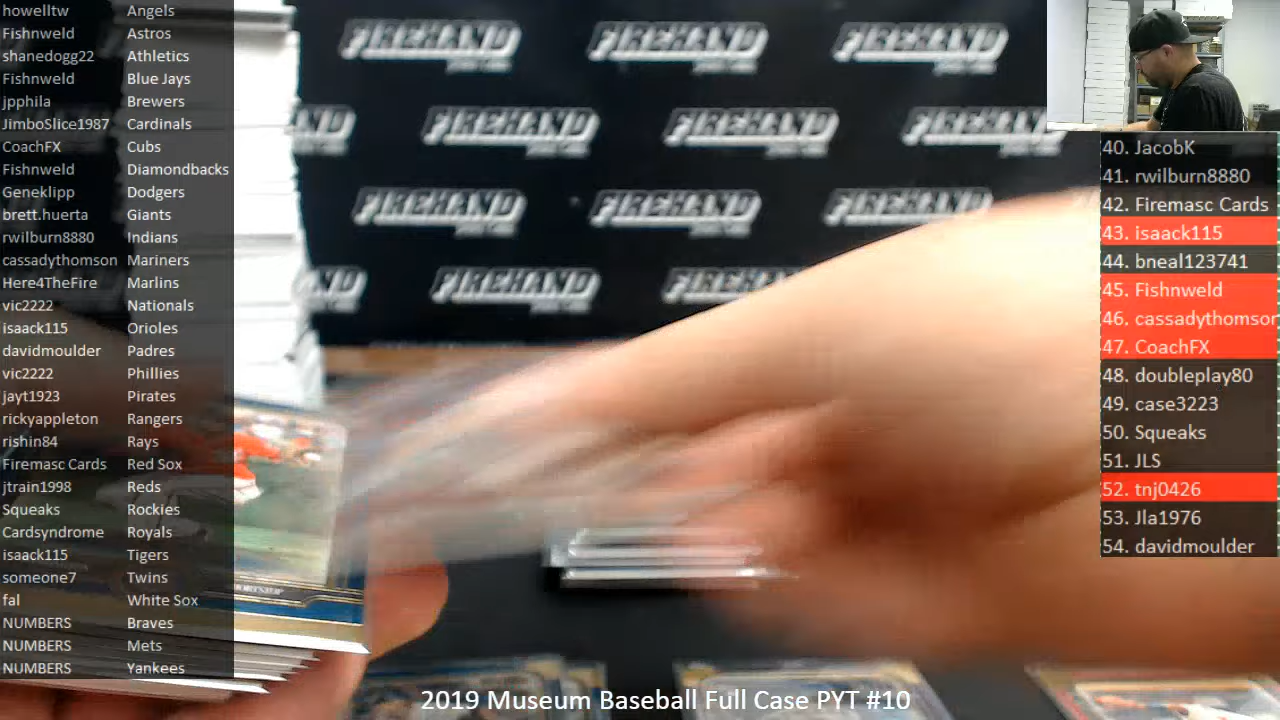 howelltw Angels
Fishnweld Astros
shanedogg22 Athletics
Fishnweld Blue Jays
jpphila Brewers
JimboSlice1987 Cardinals
CoachFX Cubs
Fishnweld Diamondbacks
Geneklipp Dodgers
brett.huerta Giants
rwilburn8880 Indians
cassadythomson Mariners
Here4TheFire Marlins
vic2222 Nationals
isaack115 Orioles
davidmoulder Padres
vic2222 Phillies
jayt1923 Pirates
rickyappleton Rangers
rishin84 Rays
Firemasc Cards Red Sox
jtrain1998 Reds
Squeaks Rockies
Cardsyndrome Royals
isaack115 Tigers
someone7 Twins
fal White Sox
NUMBERS Braves
NUMBERS Mets
NUMBERS Yankees
FIREHAND FIREHAND FIREHAND
ND FIREHAND FIREHAND FIREHAND
FIREHAND FIREHAND FIREHAND
ND FIREHAND FIREHAND
40. JacobK
41. rwilburn8880
42. Firemasc Cards
43. isaack115
44. bneal123741
45. Fishnweld
46. cassadythomson
47. CoachFX
48. doubleplay80
49. case3223
50. Squeaks
51. JLS
52. tnj0426
53. Jla1976
54. davidmoulder
2019 Museum Baseball Full Case PYT #10